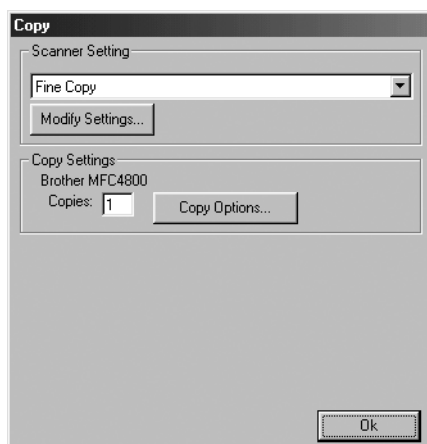 Copy
Scanner Setting
Fine Copy
Modify Settings...
Copy Settings
Brother MFC4800
Copies: 1 Copy Options...
Ok